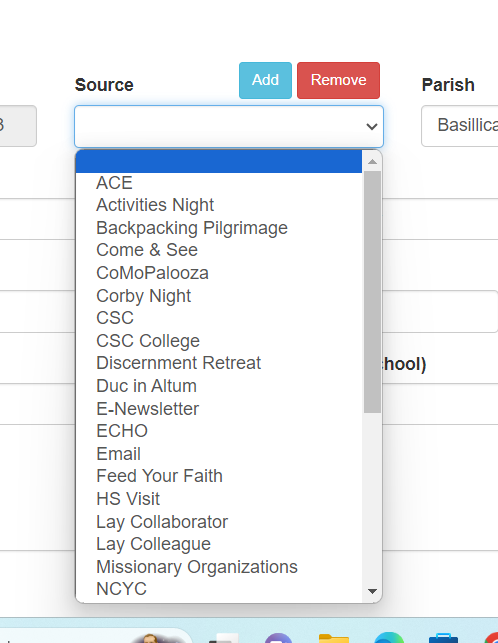 Source
Add
Remove
Parish
3
Basillica
ACE
Activities Night
Backpacking Pilgrimage
Come & See
CoMoPalooza
Corby Night
CSC
CSC College
Discernment Retreat
chool)
Duc in Altum
E-Newsletter
ECHO
Email
Feed Your Faith
HS Visit
Lay Collaborator
Lay Colleague
Missionary Organizations
NCYC